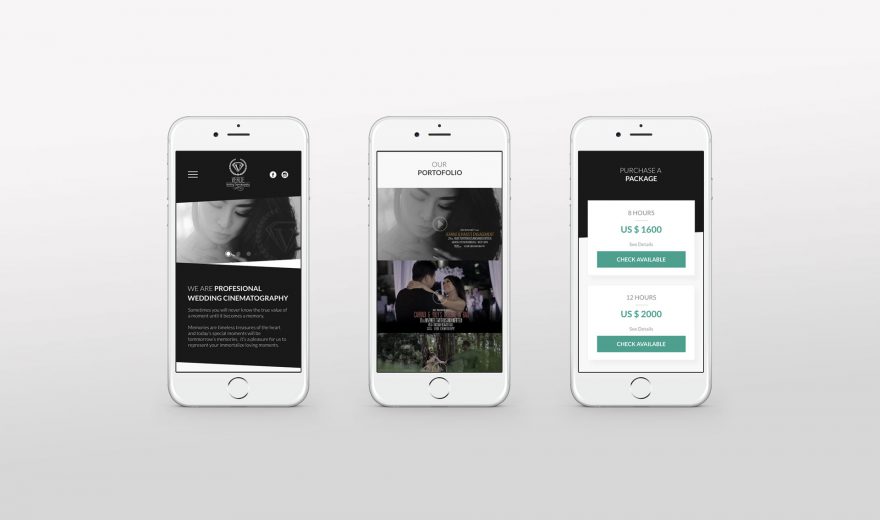 WE ARE PROFESIONAL
WEDDING CINEMATOGRAPHY
Sometimes you will never know the true value of
a moment until it becomes a memory.
Memories are timeless treasures of the heart
and today's special moments will be
tommorrow's memories. it's a pleasure for us to
represent your immortalize loving moments.
OUR
PORTOFOLIO
PURCHASE A
PACKAGE
8 HOURS
US $ 1600
See Details
CHECK AVAILABLE
12 HOURS
US $ 2000
See Details
CHECK AVAILABLE